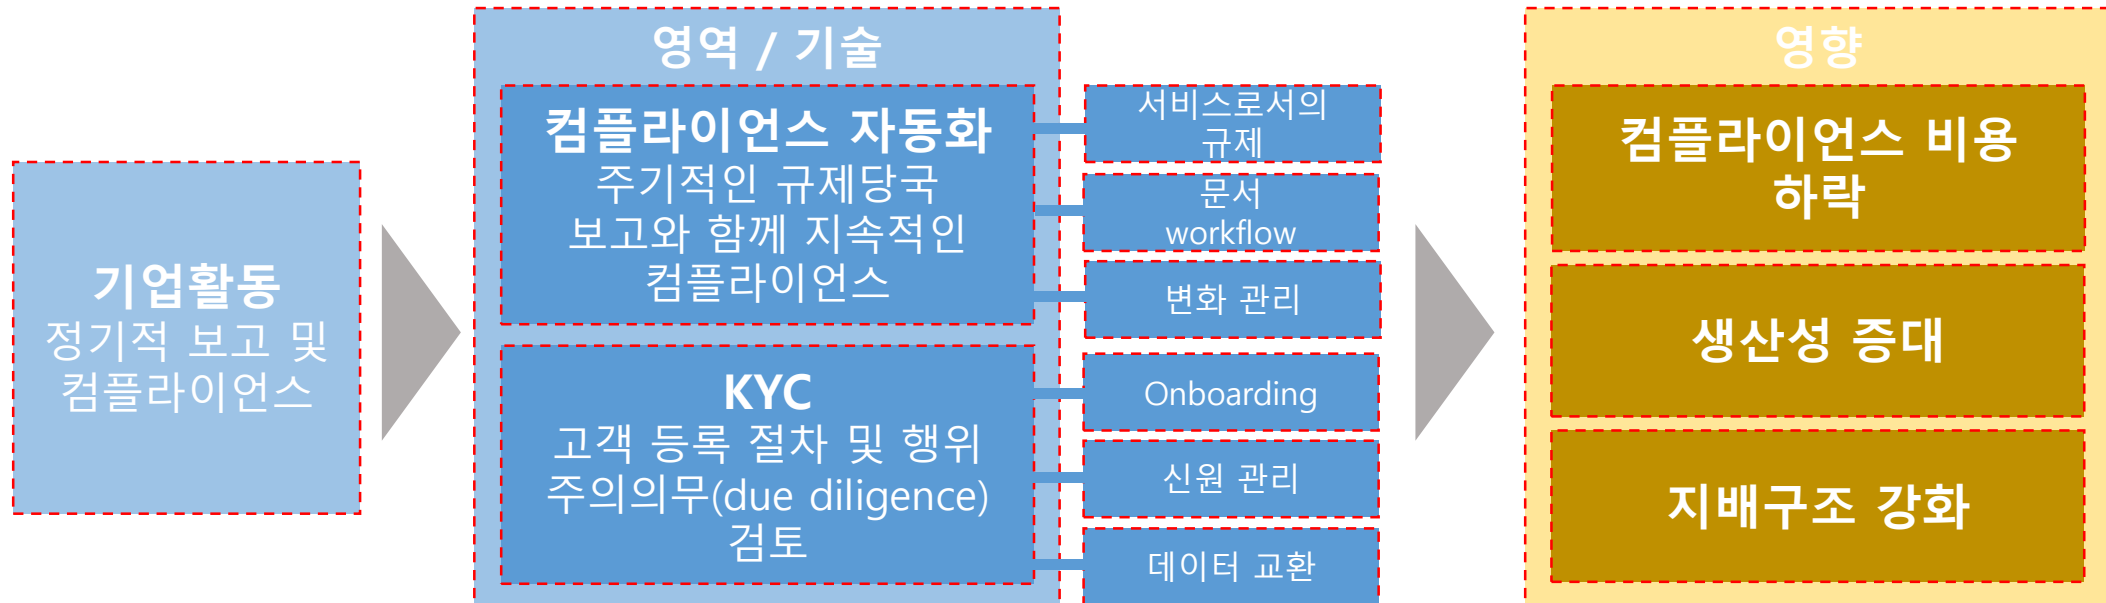 기업활동
정기적 보고 및
컴플라이언스
영역 / 기술
컴플라이언스 자동화
주기적인 규제당국
보고와 함께 지속적인
컴플라이언스
서비스로서의
규제
문서
workflow
변화 관리
KYC
고객 등록 절차 및 행위
주의의무(due diligence)
검토
Onboarding
신원 관리
데이터 교환
영향
컴플라이언스 비용
하락
생산성 증대
지배구조 강화